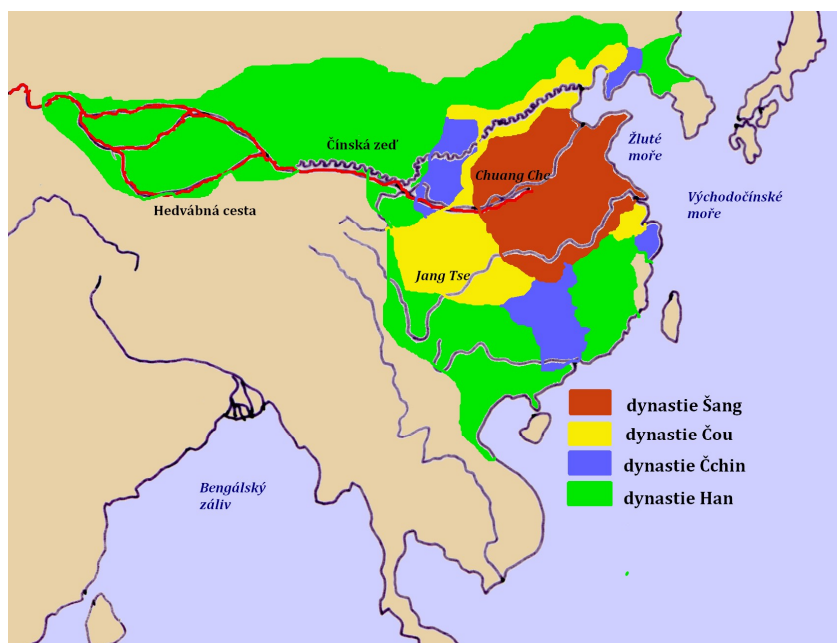 Čínská zeď
Žluté
moře
Chuang Che
Východočínské
moře
Hedvábná cesta
Jang Tse
dynastie Šang
dynastie Čou
dynastie Čchin
dynastie Han
Bengálský
záliv